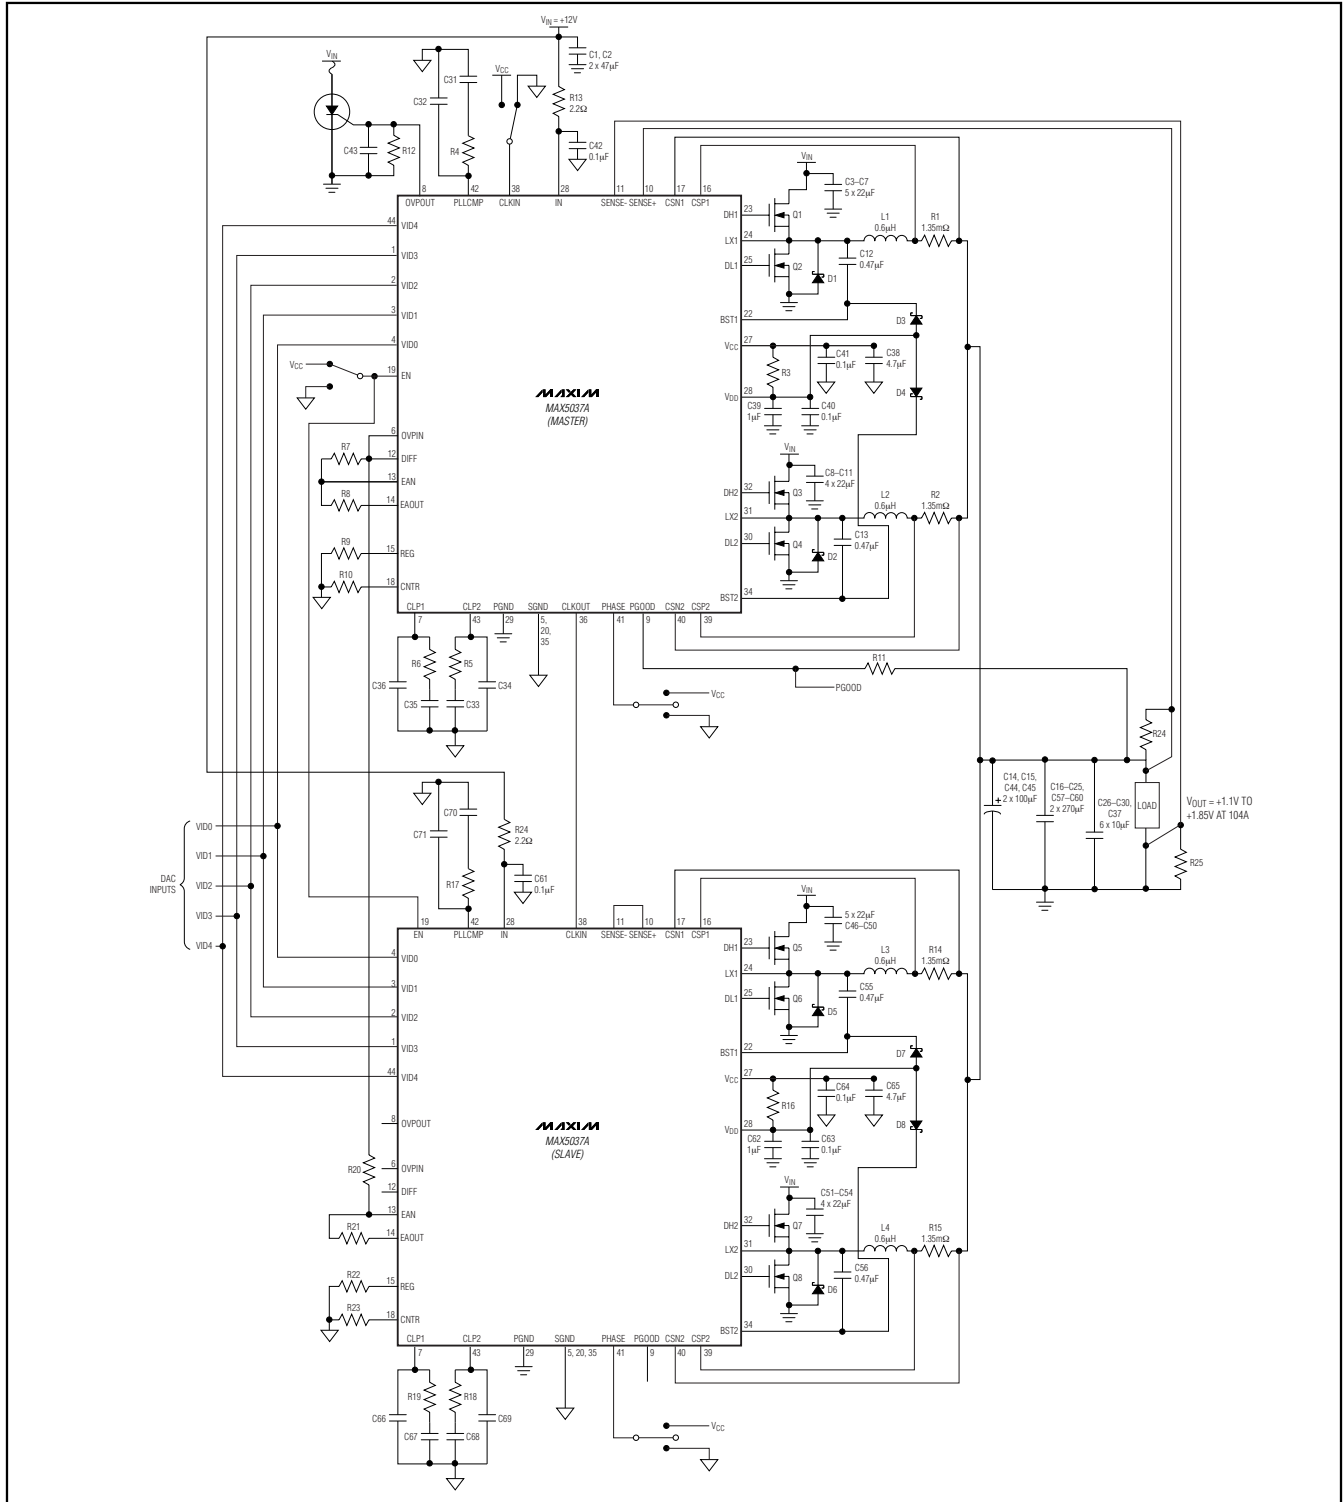 VIN = +12V
C1, C2
2 x 47µF
VIN
C31
C32
VCC
R13
2.2Ω
C43
R12
R4
C42
0.1µF
8
42
38
28
11
10
17
16
OVPOUT
PLLCMP
CLKIN
IN
SENSE-
SENSE+
CSN1
CSP1
VIN
C3–C7
5 x 22µF
44
VID4
23
DH1
Q1
L1
0.6µH
R1
1.35mΩ
24
LX1
1
VID3
C12
0.47µF
25
DL1
Q2
D1
2
VID2
3
VID1
22
BST1
D3
4
VID0
27
VCC
C41
0.1µF
C38
4.7µF
VCC
19
EN
R3
MAXIM
MAX5037A
(MASTER)
28
VDD
D4
C39
1µF
C40
0.1µF
6
OVPIN
VIN
R7
12
DIFF
C8–C11
4 x 22µF
13
EAN
32
DH2
Q3
L2
0.6µH
R2
1.35mΩ
R8
14
EAOUT
31
LX2
C13
0.47µF
30
DL2
Q4
D2
R9
15
REG
R10
18
CNTR
34
BST2
CLP1
CLP2
PGND
SGND
CLKOUT
PHASE
PGOOD
CSN2
CSP2
7
43
29
5,
20,
35
36
41
9
40
39
R6
R5
C36
C34
C35
C33
R11
PGOOD
VCC
R24
C14, C15,
C44, C45
2 x 100µF
+
C16–C25,
C57–C60
2 x 270µF
C26–C30,
C37
6 x 10µF
LOAD
VOUT = +1.1V TO
+1.85V AT 104A
R25
C70
C71
R24
2.2Ω
R17
C61
0.1µF
DAC
INPUTS
VID0
VID1
VID2
VID3
VID4
19
42
28
38
11
10
17
16
EN
PLLCMP
IN
CLKIN
SENSE-
SENSE+
CSN1
CSP1
VIN
5 x 22µF
C46–C50
4
VID0
23
DH1
Q5
L3
0.6µH
R14
1.35mΩ
24
LX1
3
VID1
C55
0.47µF
25
DL1
Q6
D5
2
VID2
1
VID3
22
BST1
D7
44
VID4
27
VCC
C64
0.1µF
C65
4.7µF
R16
8
OVPOUT
MAXIM
MAX5037A
(SLAVE)
28
VDD
D8
C62
1µF
C63
0.1µF
R20
6
OVPIN
VIN
12
DIFF
C51–C54
4 x 22µF
13
EAN
32
DH2
Q7
L4
0.6µH
R15
1.35mΩ
R21
14
EAOUT
31
LX2
C56
0.47µF
R22
15
REG
30
DL2
Q8
D6
R23
18
CNTR
34
BST2
CLP1
CLP2
PGND
SGND
PHASE
PGOOD
CSN2
CSP2
7
43
29
5, 20, 35
41
9
40
39
R19
R18
C66
C69
C67
C68
VCC